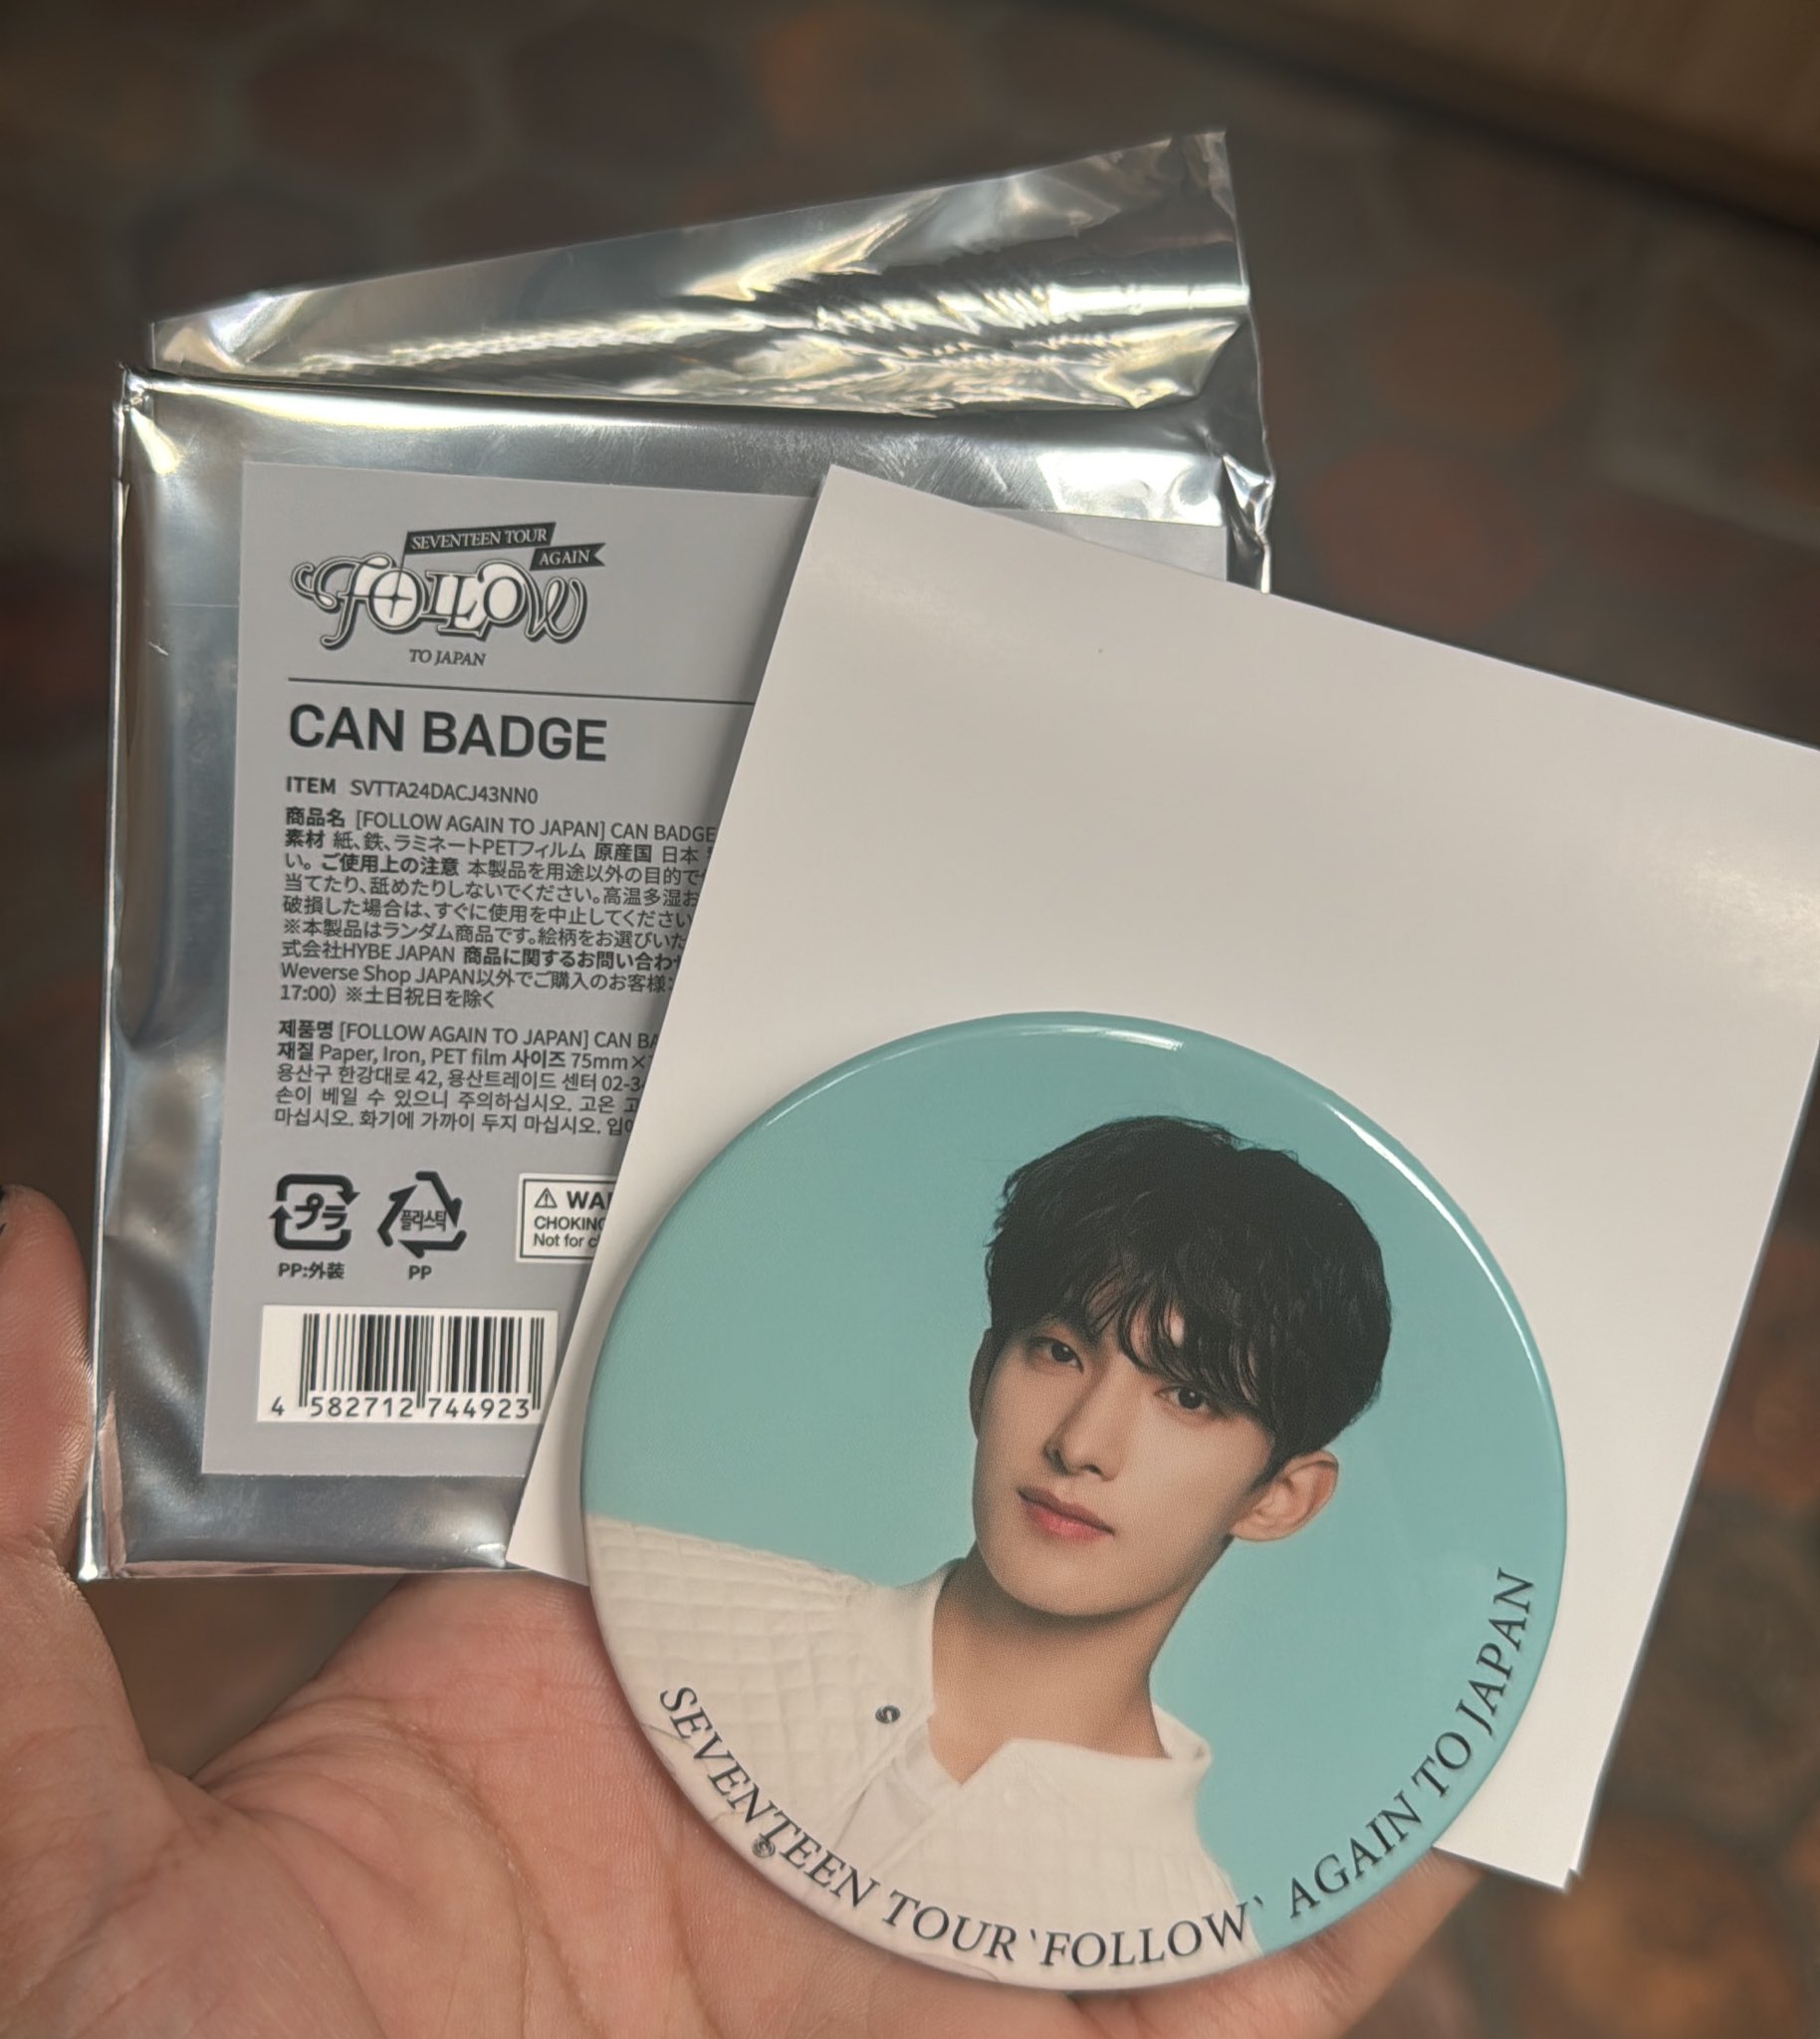 SEVENTEEN TOUR
AGAIN
FOLLOW
TO JAPAN
CAN BADGE
ITEM SVTTA24DACJ43NN0
商品名 [FOLLOW AGAIN TO JAPAN] CAN BADGE
素材 紙、鉄、ラミネートPETフィルム 原産国 日本
い。ご使用上の注意 本製品を用途以外の目的で
当てたり、舐めたりしないでください。高温多湿お
破損した場合は、すぐに使用を中止してください
※本製品はランダム商品です。絵柄をお選びいた
式会社HYBE JAPAN 商品に関するお問い合わせ
Weverse Shop JAPAN以外でご購入のお客様:
17:00) ※土日祝日を除く
제품명 [FOLLOW AGAIN TO JAPAN] CAN BA
재질 Paper, Iron, PET film 사이즈 75mm×
용산구 한강대로 42, 용산트레이드 센터 02-34
손이 베일 수 있으니 주의하십시오. 고온 고
마십시오. 화기에 가까이 두지 마십시오. 입에
プラ
플라스틱
PP:外装
PP
WAR
CHOKING
Not for c
4 582712 744923
SEVENTEEN TOUR 'FOLLOW' AGAIN TO JAPAN